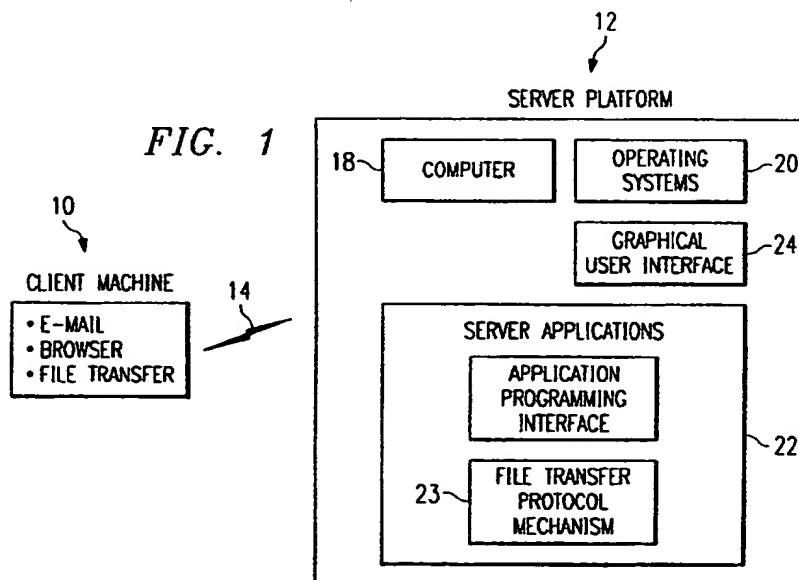 12
SERVER PLATFORM
FIG. 1
18
COMPUTER
OPERATING
SYSTEMS
20
GRAPHICAL
USER INTERFACE
24
10
CLIENT MACHINE
• E-MAIL
• BROWSER
• FILE TRANSFER
14
SERVER APPLICATIONS
APPLICATION
PROGRAMMING
INTERFACE
22
23
FILE TRANSFER
PROTOCOL
MECHANISM